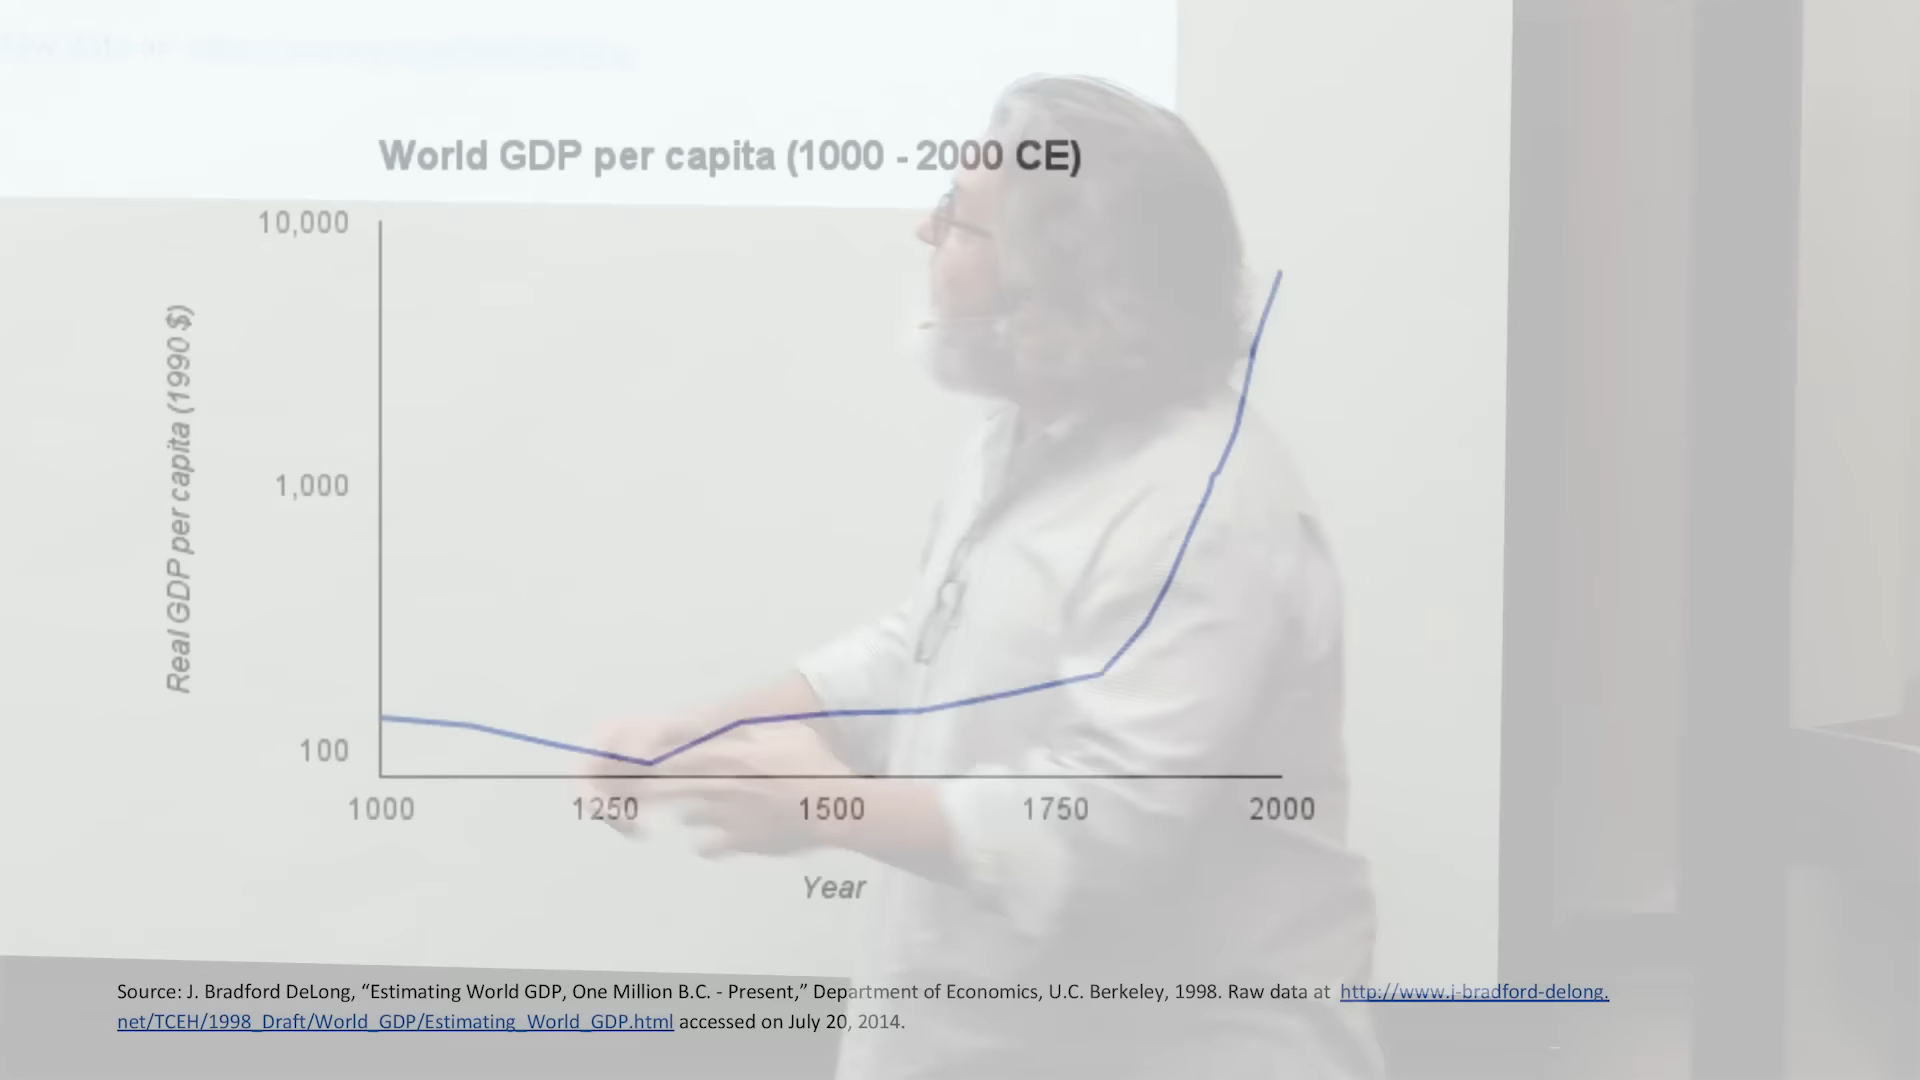 World GDP per capita (1000 - 2000 CE)
10,000
Real GDP per capita (1990 $)
1,000
100
1000 1250 1500 1750 2000
Year
Source: J. Bradford DeLong, “Estimating World GDP, One Million B.C. - Present,” Department of Economics, U.C. Berkeley, 1998. Raw data at http://www.j-bradford-delong.
net/TCEH/1998_Draft/World_GDP/Estimating_World_GDP.html accessed on July 20, 2014.